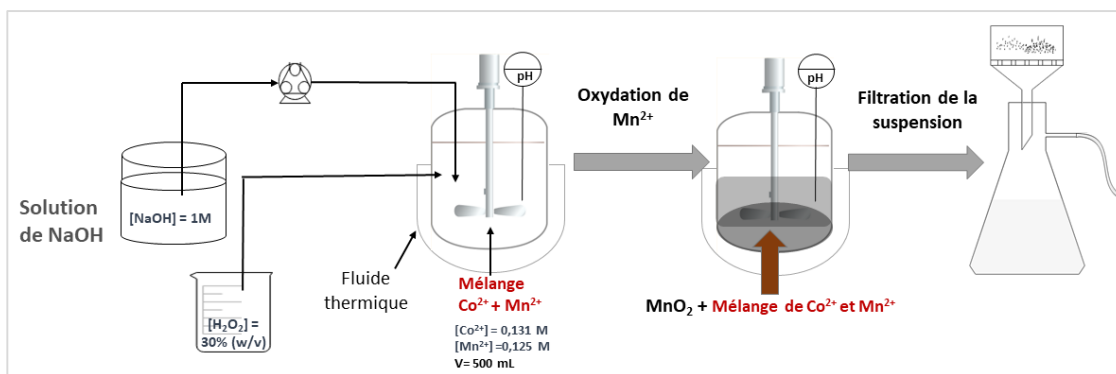 Solution
de NaOH
[NaOH] = 1M
[H₂O₂] =
30% (w/v)
Fluide
thermique
pH
Mélange
Co²⁺ + Mn²⁺
[Co²⁺] = 0,131 M
[Mn²⁺] =0,125 M
V= 500 mL
Oxydation de
Mn²⁺
pH
MnO₂ + Mélange de Co²⁺ et Mn²⁺
Filtration de la
suspension